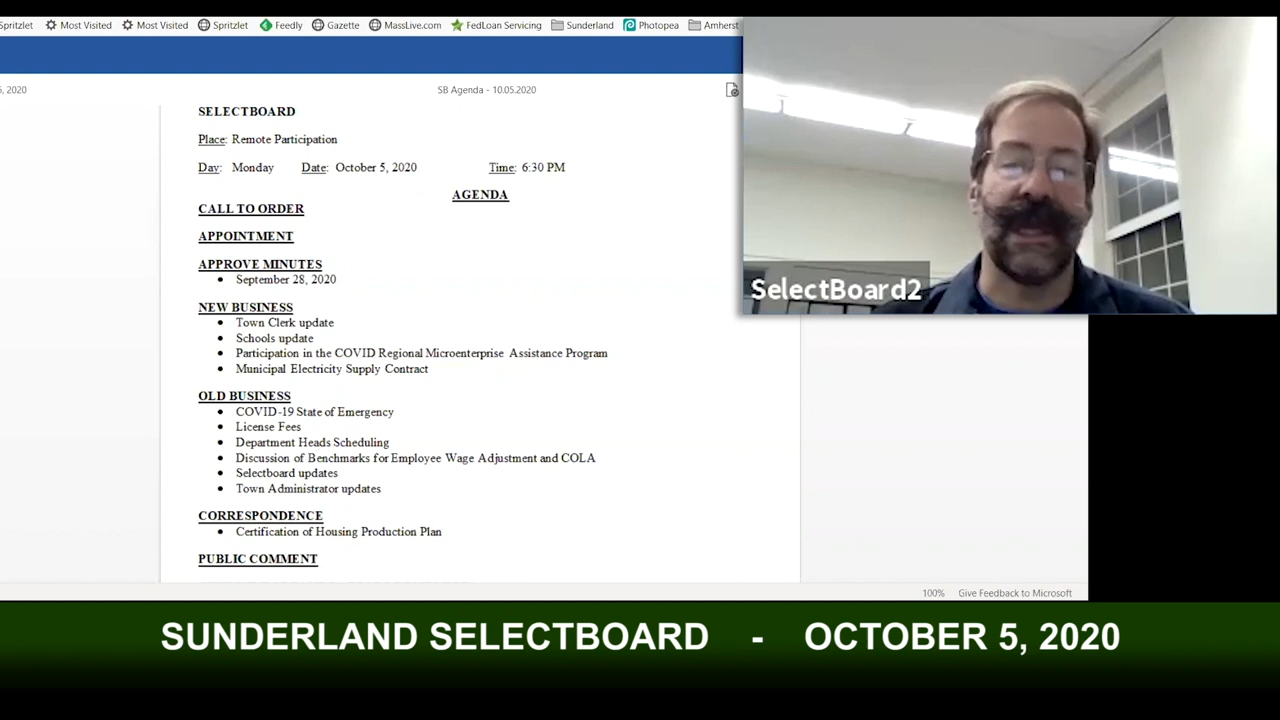 Spritzlet Most Visited Most Visited Spritzlet Feedly Gazette MassLive.com FedLoan Servicing Sunderland Photopea Amherst
5, 2020
SB Agenda - 10.05.2020
SELECTBOARD
Place: Remote Participation
Day: Monday Date: October 5, 2020 Time: 6:30 PM
AGENDA
CALL TO ORDER
APPOINTMENT
APPROVE MINUTES
• September 28, 2020
NEW BUSINESS
• Town Clerk update
• Schools update
• Participation in the COVID Regional Microenterprise Assistance Program
• Municipal Electricity Supply Contract
OLD BUSINESS
• COVID-19 State of Emergency
• License Fees
• Department Heads Scheduling
• Discussion of Benchmarks for Employee Wage Adjustment and COLA
• Selectboard updates
• Town Administrator updates
CORRESPONDENCE
• Certification of Housing Production Plan
PUBLIC COMMENT
SelectBoard2
100% Give Feedback to Microsoft
SUNDERLAND SELECTBOARD - OCTOBER 5, 2020